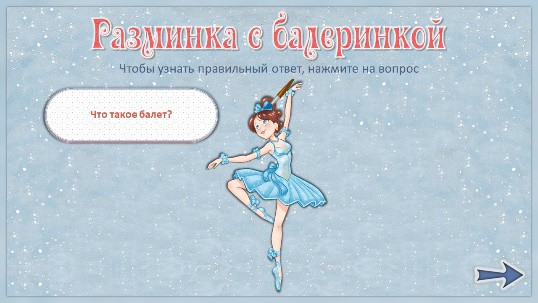 Разминка с балеринкой
Чтобы узнать правильный ответ, нажмите на вопрос
Что такое балет?